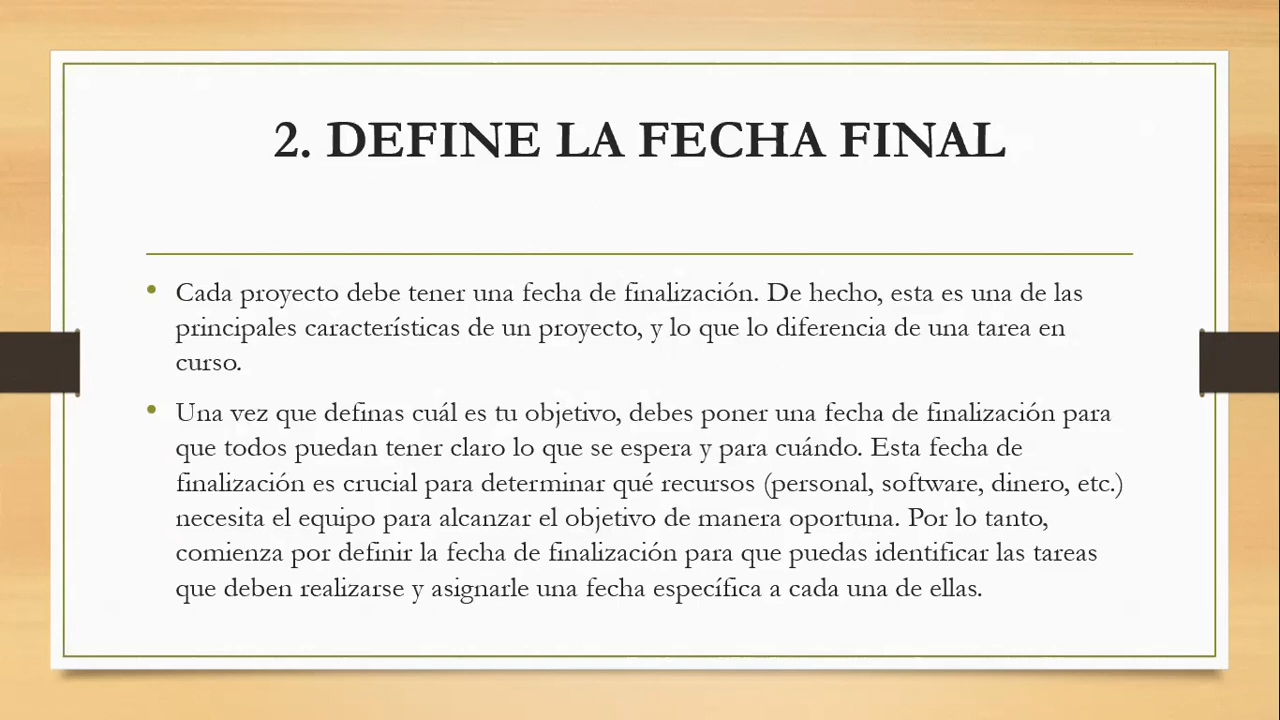 2. DEFINE LA FECHA FINAL
• Cada proyecto debe tener una fecha de finalización. De hecho, esta es una de las
principales características de un proyecto, y lo que lo diferencia de una tarea en
curso.
• Una vez que definas cuál es tu objetivo, debes poner una fecha de finalización para
que todos puedan tener claro lo que se espera y para cuándo. Esta fecha de
finalización es crucial para determinar qué recursos (personal, software, dinero, etc.)
necesita el equipo para alcanzar el objetivo de manera oportuna. Por lo tanto,
comienza por definir la fecha de finalización para que puedas identificar las tareas
que deben realizarse y asignarle una fecha específica a cada una de ellas.